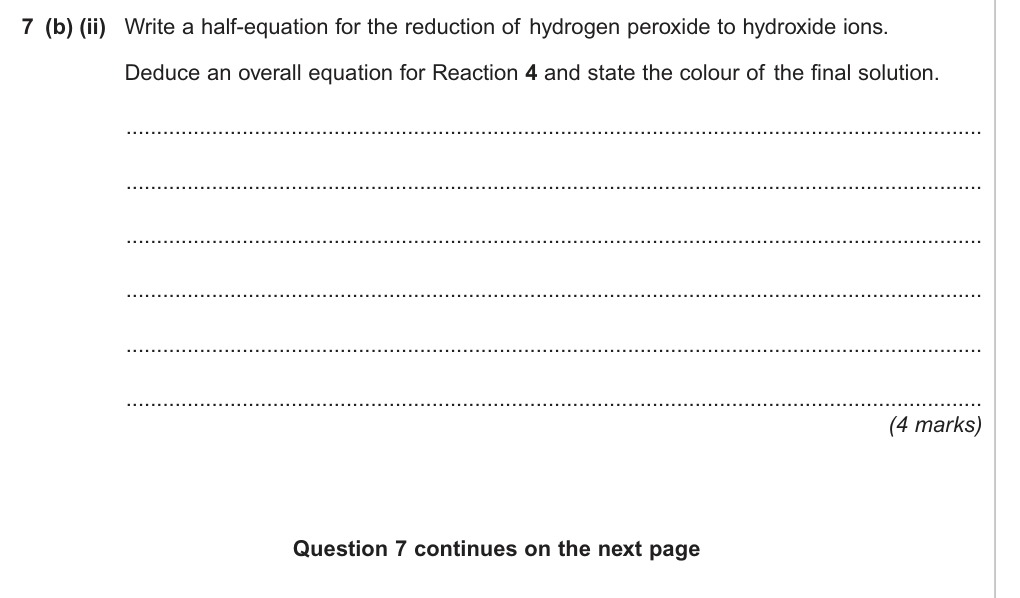 7 (b) (ii) Write a half-equation for the reduction of hydrogen peroxide to hydroxide ions.
Deduce an overall equation for Reaction 4 and state the colour of the final solution.
(4 marks)
Question 7 continues on the next page